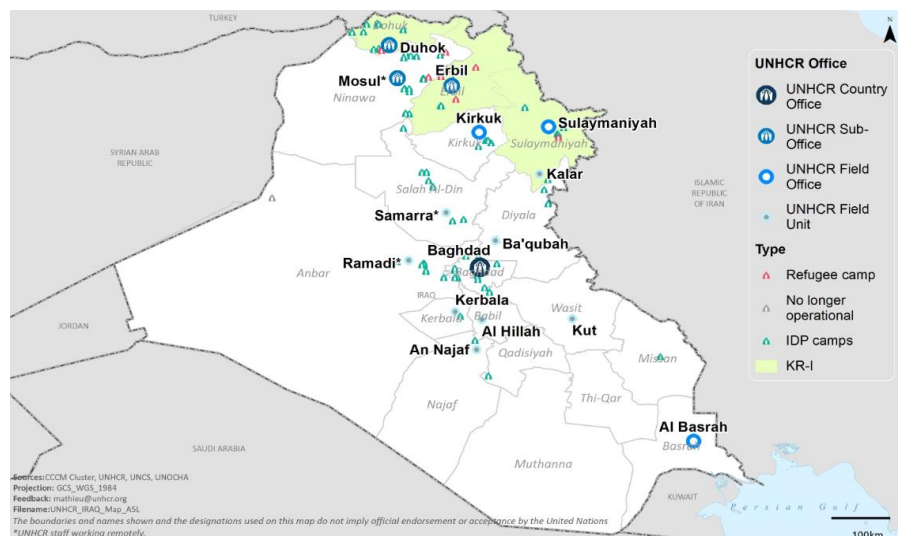 TURKEY
N
Dohuk
Duhok
Mosul*
Erbil
Erbil
Ninawa
Kirkuk
Kirkuk
Sulaymaniyah
Sulaymaniyah
SYRIAN ARAB
REPUBLIC
Kalar
ISLAMIC
REPUBLIC
OF IRAN
Salah Al-Din
Samarra*
Diyala
Ba'qubah
Baghdad
Baghdad
Ramadi*
Anbar
IRAQ
Kerbala
Kerbala
Babil
Al Hillah
Wasit
Kut
JORDAN
An Najaf
Qadisiyah
Missan
Najaf
Thi-Qar
Al Basrah
Basrah
Muthanna
SAUDI ARABIA
KUWAIT
Persian Gulf
100km
UNHCR Office
UNHCR Country
Office
UNHCR Sub-
Office
UNHCR Field
Office
UNHCR Field
Unit
Type
Refugee camp
No longer
operational
IDP camps
KR-I
Sources:CCCM Cluster, UNHCR, UNCS, UNOCHA
Projection: GCS_WGS_1984
Feedback: mathieu@unhcr.org
Filename:UNHCR_IRAQ_Map_ASL
The boundaries and names shown and the designations used on this map do not imply official endorsement or acceptance by the United Nations
*UNHCR staff working remotely.